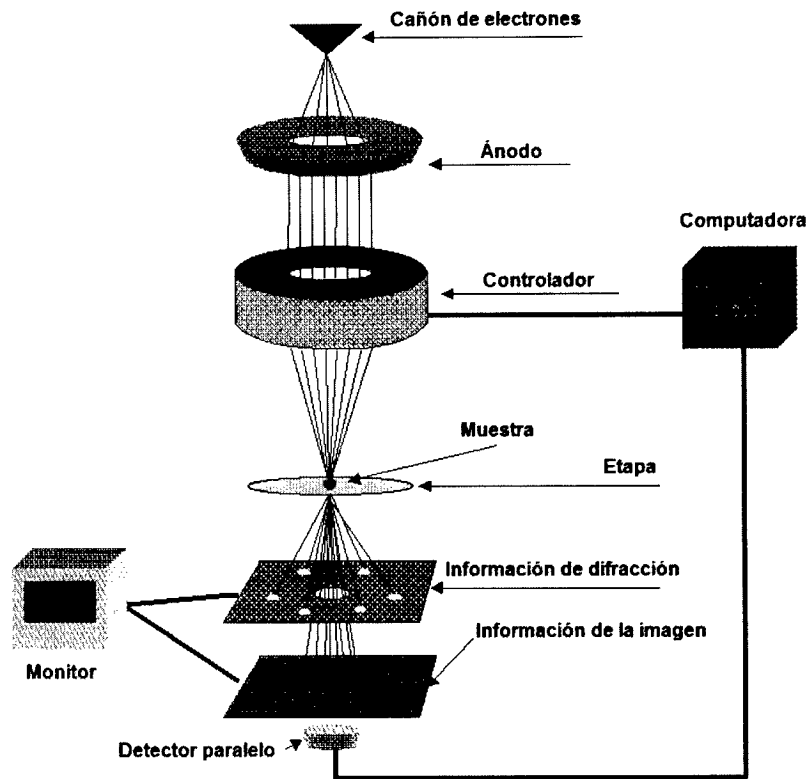 Cañón de electrones
Ánodo
Computadora
Controlador
Muestra
Etapa
Información de difracción
Información de la imagen
Monitor
Detector paralelo